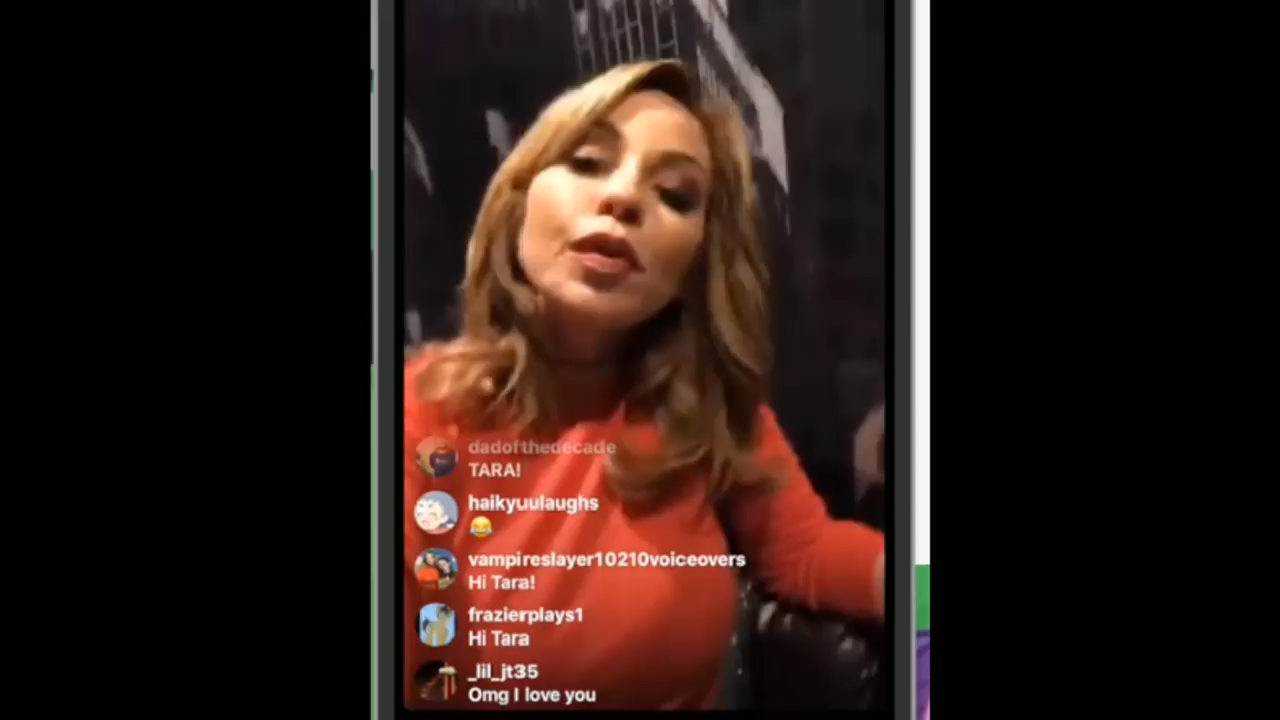 dadofthedecade
TARA!
haikyuulaughs
😂
vampireslayer10210voiceovers
Hi Tara!
frazierplays1
Hi Tara
_lil_jt35
Omg I love you